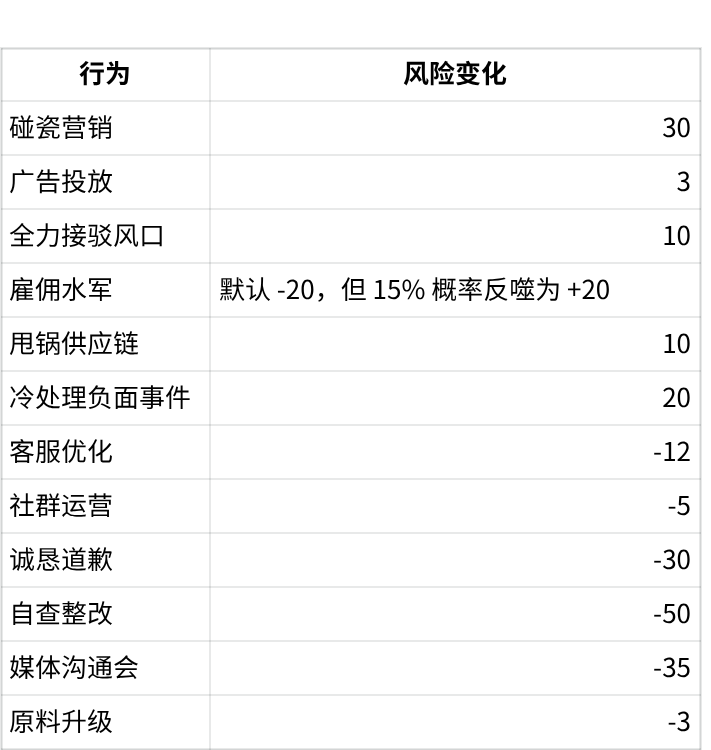 行为 风险变化
碰瓷营销 30
广告投放 3
全力接驳风口 10
雇佣水军 默认 -20，但 15% 概率反噬为 +20
甩锅供应链 10
冷处理负面事件 20
客服优化 -12
社群运营 -5
诚恳道歉 -30
自查整改 -50
媒体沟通会 -35
原料升级 -3